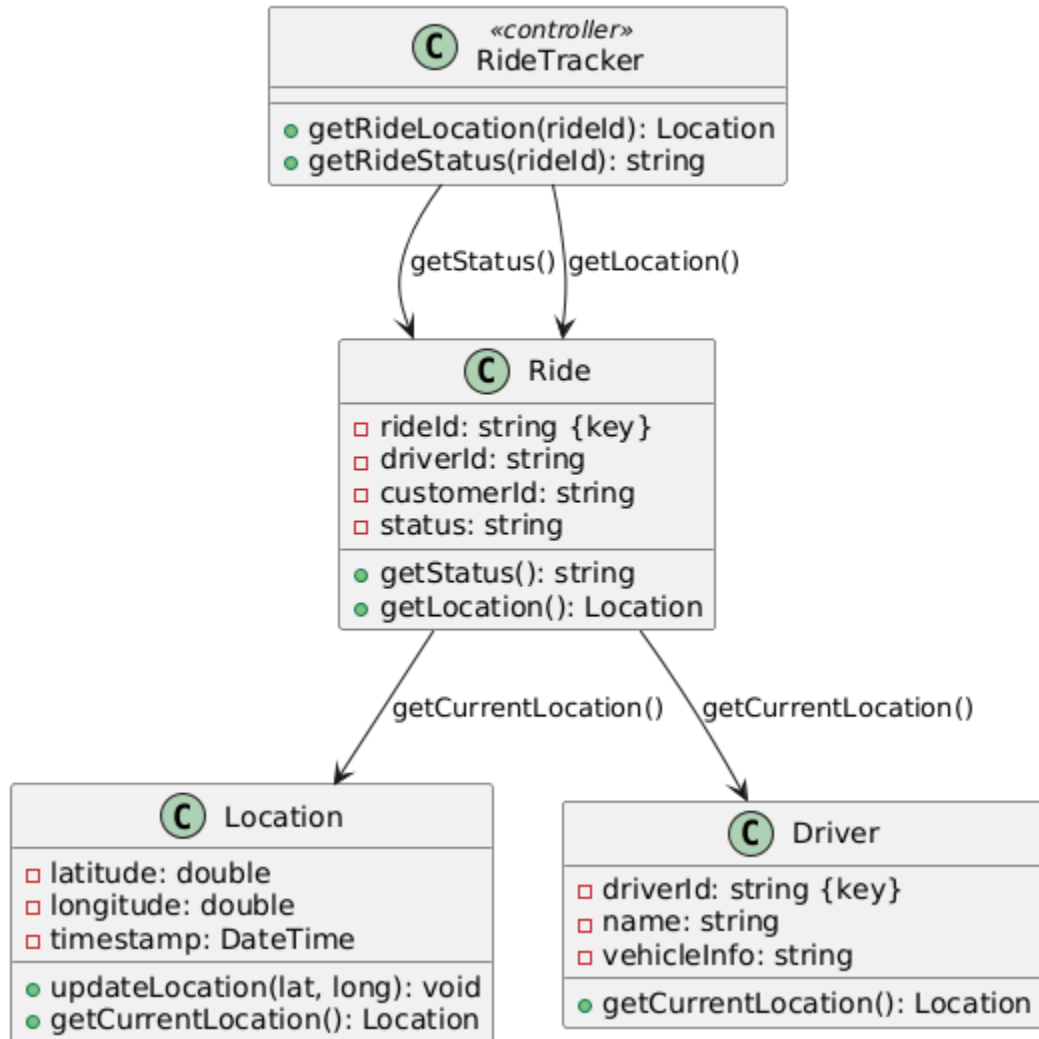 C
«controller»
RideTracker
getRideLocation(rideId): Location
getRideStatus(rideId): string
getStatus()
getLocation()
C
Ride
rideId: string {key}
driverId: string
customerId: string
status: string
getStatus(): string
getLocation(): Location
getCurrentLocation()
getCurrentLocation()
C
Location
latitude: double
longitude: double
timestamp: DateTime
updateLocation(lat, long): void
getCurrentLocation(): Location
C
Driver
driverId: string {key}
name: string
vehicleInfo: string
getCurrentLocation(): Location